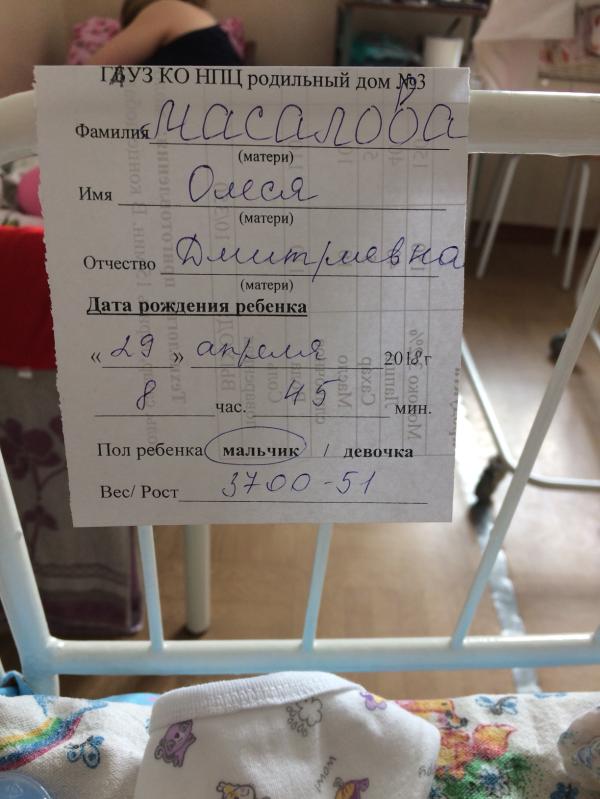 ГБУЗ КО НПЦ родильный дом №3
Фамилия Масалова
(матери)
Имя Олеся
(матери)
Отчество Дмитриевна
(матери)
Дата рождения ребенка
« 29 » апреля 2018 г
8 час. 45 мин.
Пол ребенка мальчик / девочка
Вес/ Рост 3700-51